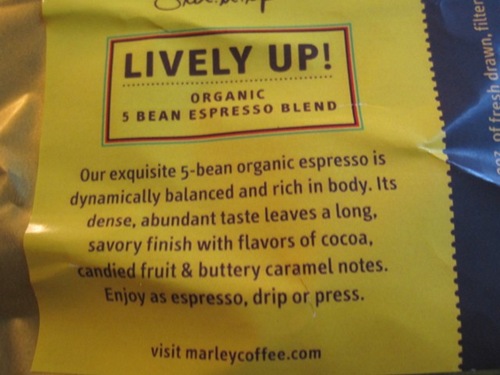 LIVELY UP!
ORGANIC
5 BEAN ESPRESSO BLEND
Our exquisite 5-bean organic espresso is
dynamically balanced and rich in body. Its
dense, abundant taste leaves a long,
savory finish with flavors of cocoa,
candied fruit & buttery caramel notes.
Enjoy as espresso, drip or press.
visit marleycoffee.com
of fresh drawn, filter